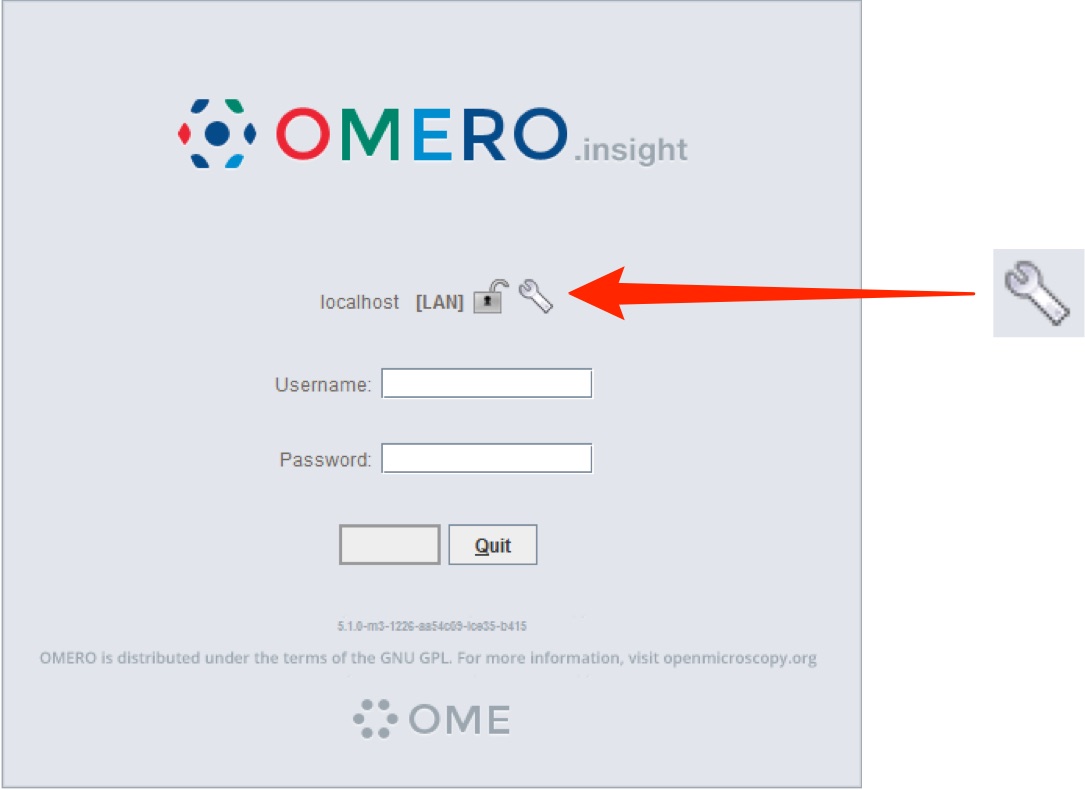 OMERO.insight
localhost [LAN]
Username:
Password:
Quit
5.1.0-m3-1226-aa54c69-ice35-b415
OMERO is distributed under the terms of the GNU GPL. For more information, visit openmicroscopy.org
OME